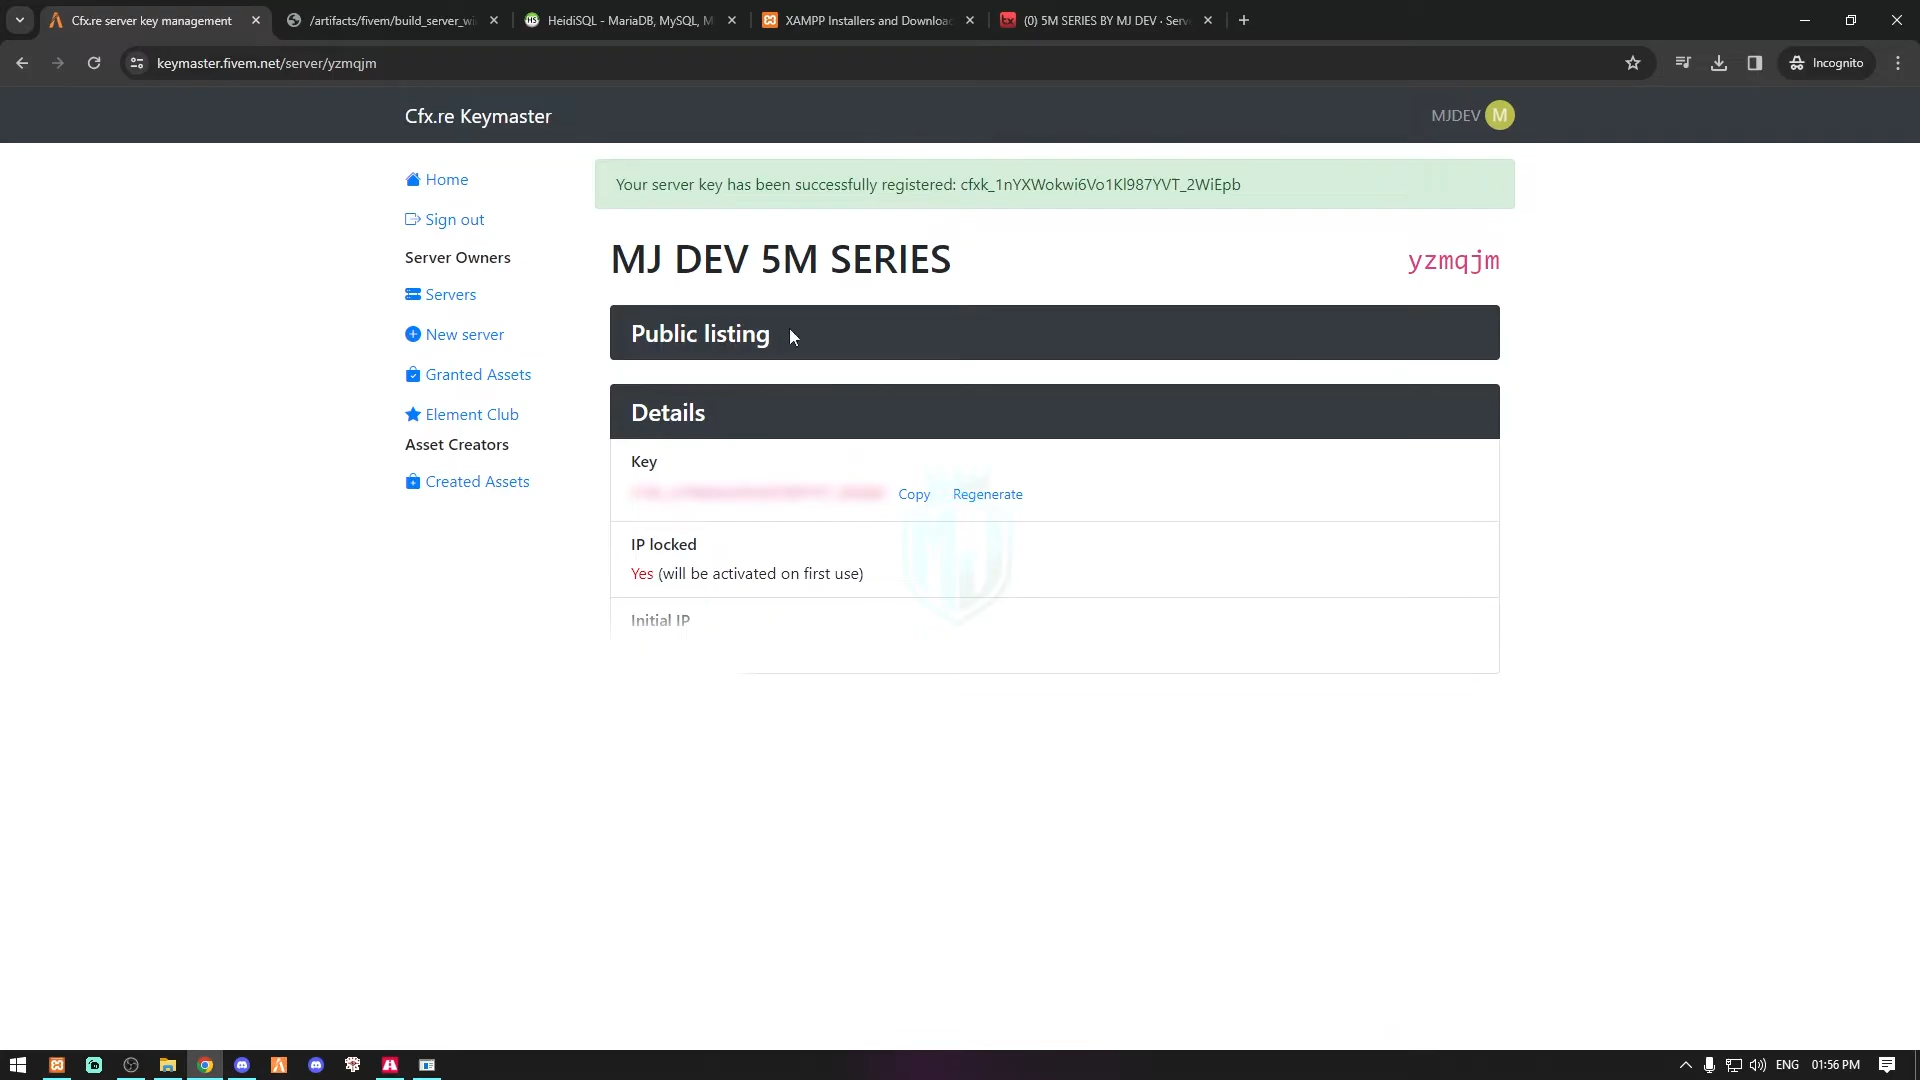 Cfx.re server key management
/artifacts/fivem/build_server_wi
HeidiSQL - MariaDB, MySQL, M
XAMPP Installers and Downloac
(0) 5M SERIES BY MJ DEV · Serve
keymaster.fivem.net/server/yzmqjm
Incognito
Cfx.re Keymaster
MJDEV M
Home
Sign out
Server Owners
Servers
New server
Granted Assets
Element Club
Asset Creators
Created Assets
Your server key has been successfully registered: cfxk_1nYXWokwi6Vo1Kl987YVT_2WiEpb
MJ DEV 5M SERIES
yzmqjm
Public listing
Details
Key
Copy Regenerate
IP locked
Yes (will be activated on first use)
Initial IP
ENG
01:56 PM